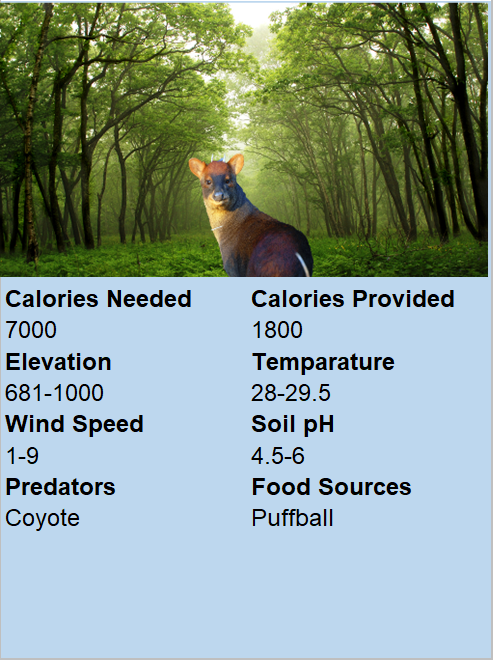 Calories Needed
Calories Provided
7000
1800
Elevation
Temparature
681-1000
28-29.5
Wind Speed
Soil pH
1-9
4.5-6
Predators
Food Sources
Coyote
Puffball